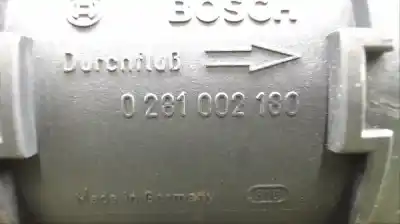 BOSCH
Durchfluß
0 281 002 180
Made in Germany